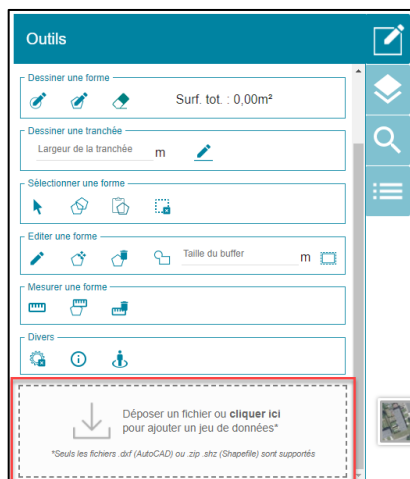 Outils
Dessiner une forme
Surf. tot. : 0,00m²
Dessiner une tranchée
Largeur de la tranchée
m
Sélectionner une forme
Editer une forme
Taille du buffer
m
Mesurer une forme
Divers
Déposer un fichier ou cliquer ici
pour ajouter un jeu de données*
*Seuls les fichiers .dxf (AutoCAD) ou .zip .shz (Shapefile) sont supportés